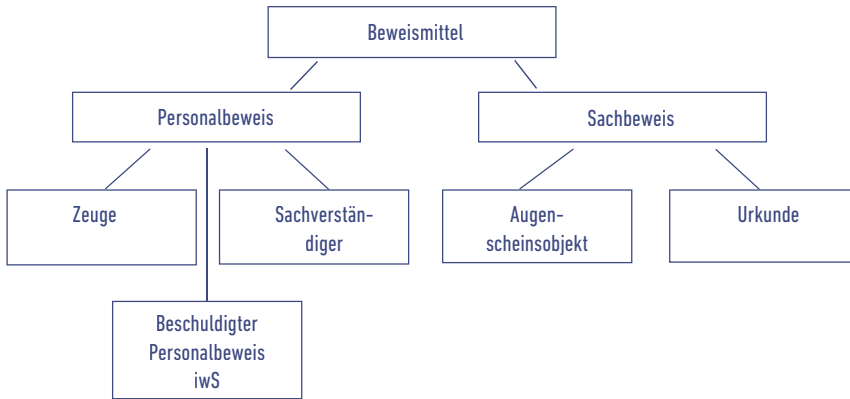 Beweismittel
Personalbeweis
Sachbeweis
Zeuge
Sachverstän-
diger
Augen-
scheinsobjekt
Urkunde
Beschuldigter
Personalbeweis
iwS